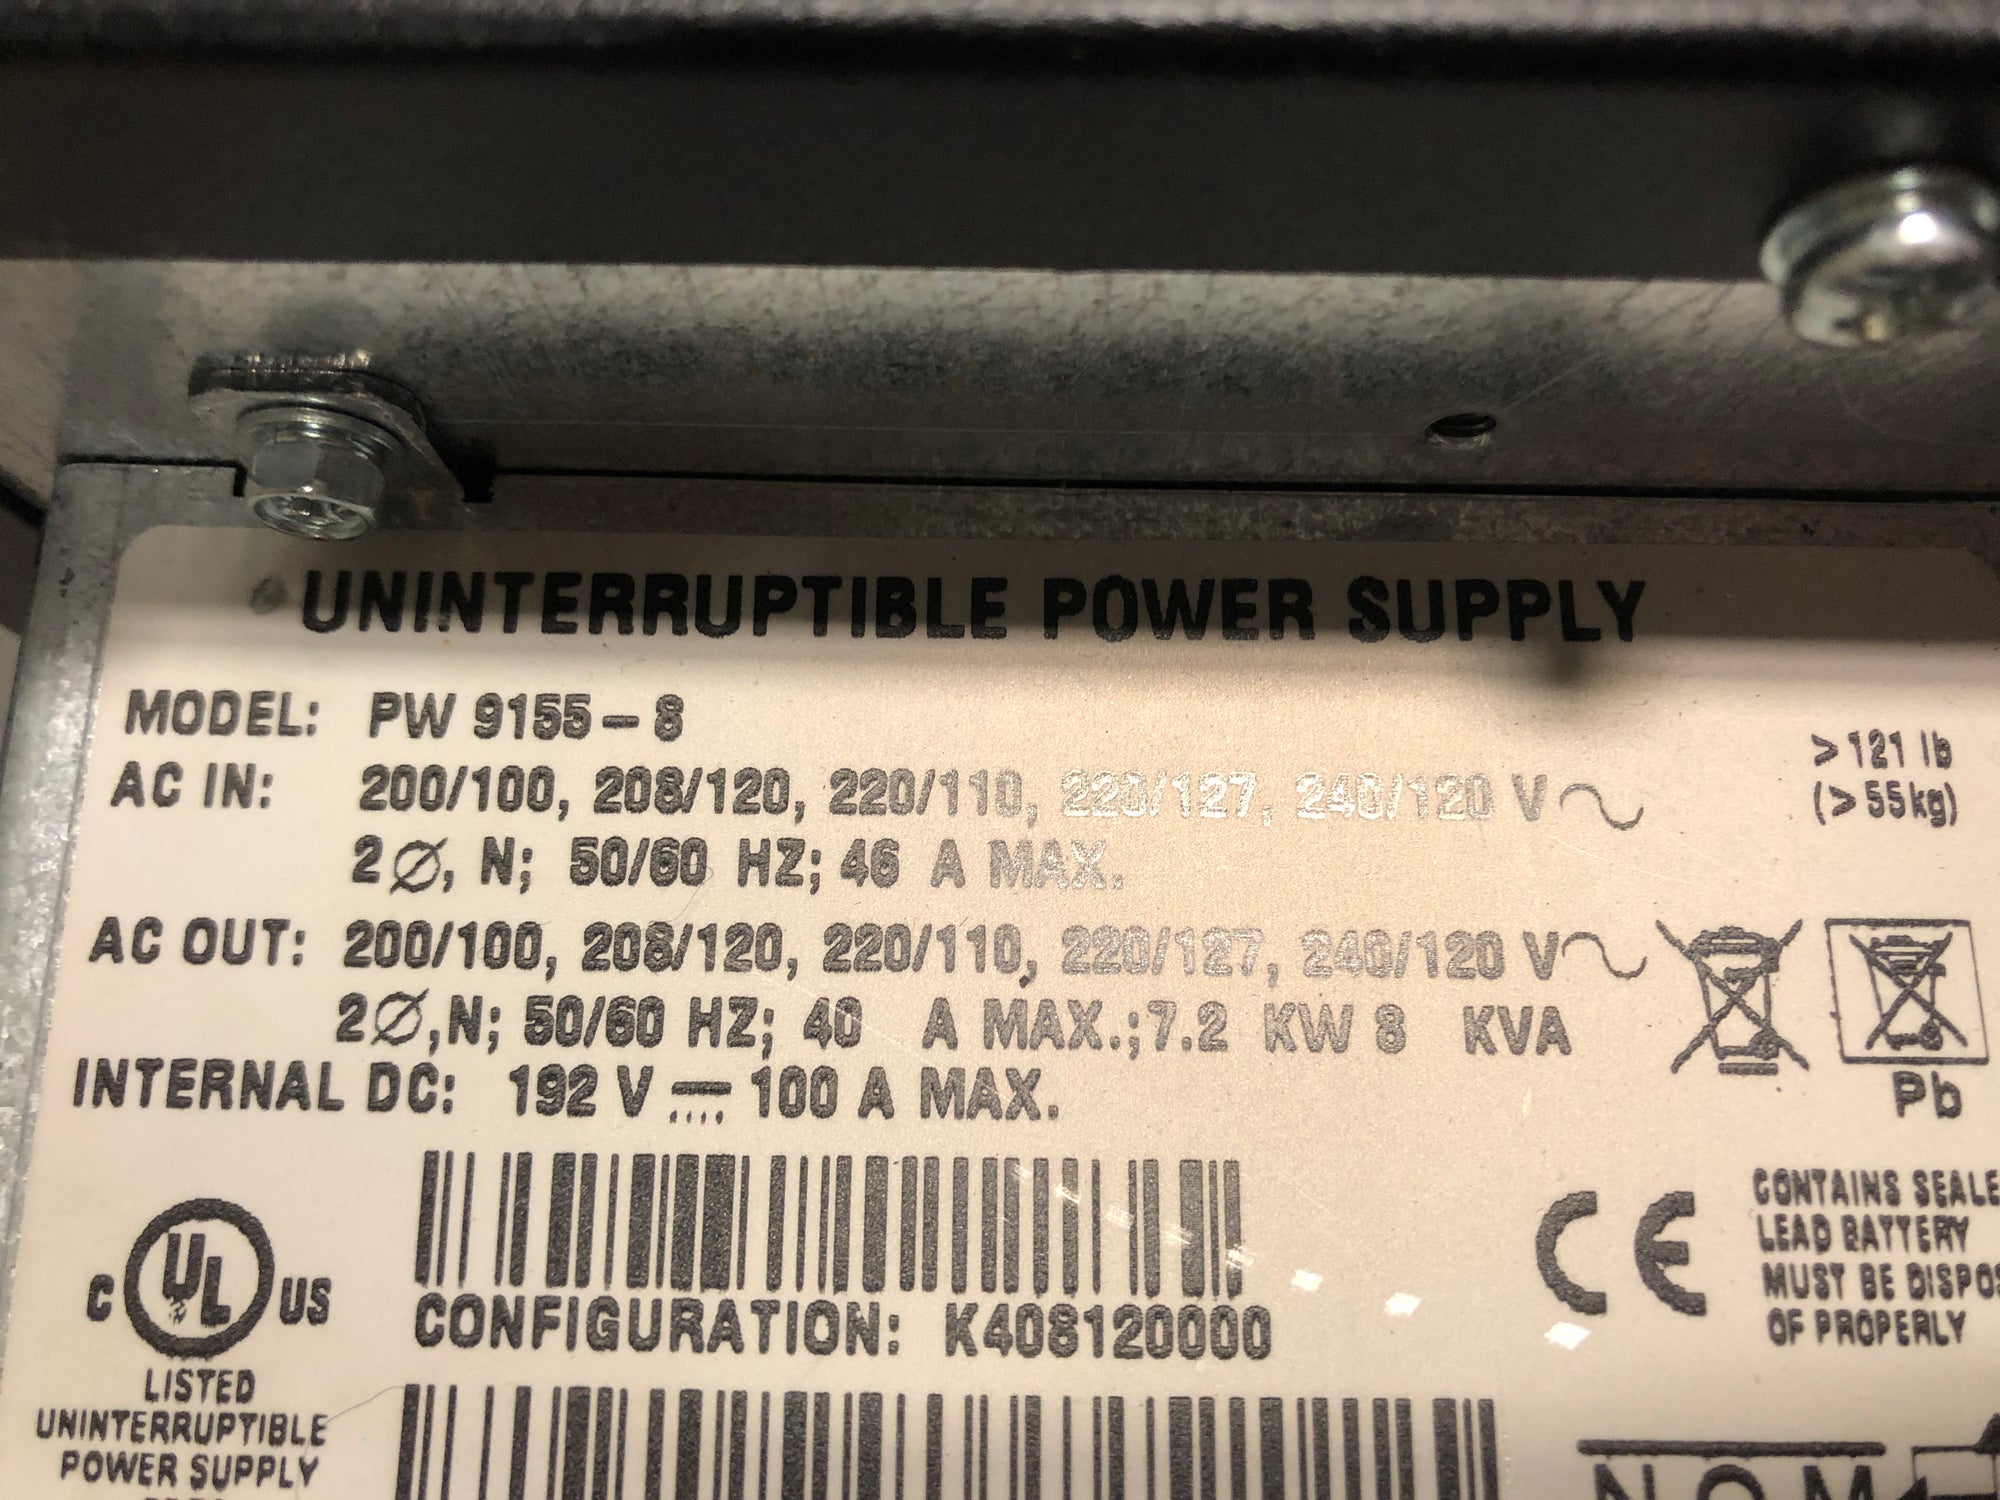 UNINTERRUPTIBLE POWER SUPPLY
MODEL: PW 9155-8
AC IN: 200/100, 208/120, 220/110, 220/127, 240/120 V~
2Ø, N; 50/60 HZ; 46 A MAX.
>121 lb
(>55kg)
AC OUT: 200/100, 208/120, 220/110, 220/127, 240/120 V~
2Ø,N; 50/60 HZ; 40 A MAX.;7.2 KW 8 KVA
INTERNAL DC: 192 V ⎓ 100 A MAX.
Pb
CONFIGURATION: K408120000
C UL US
LISTED
UNINTERRUPTIBLE
POWER SUPPLY
CE
CONTAINS SEALE
LEAD BATTERY
MUST BE DISPOS
OF PROPERLY
NOM